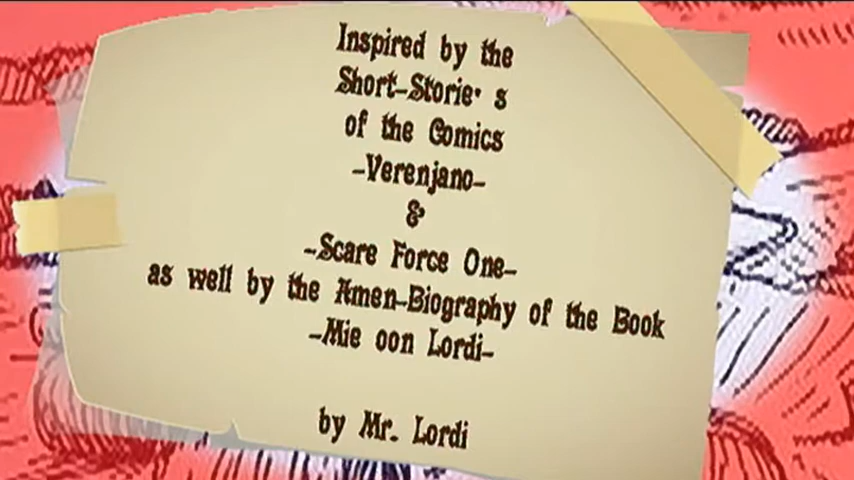 Inspired by the
Short-Storie· s
of the Comics
-Verenjano-
&
-Scare Force One-
as well by the Amen-Biography of the Book
-Mie oon Lordi-
by Mr. Lordi